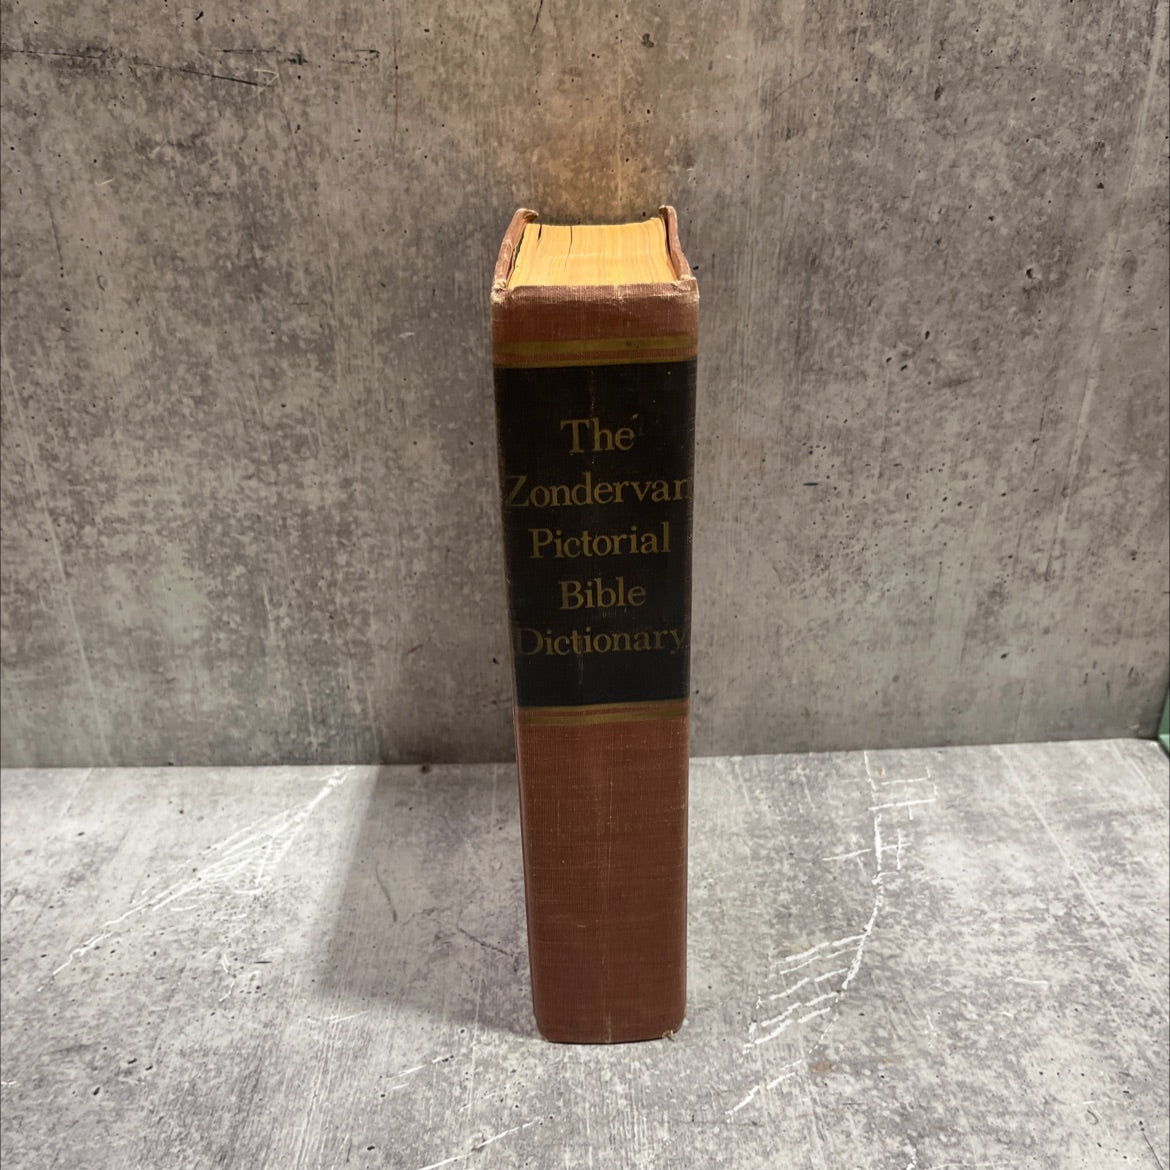 The
Zondervan
Pictorial
Bible
Dictionary